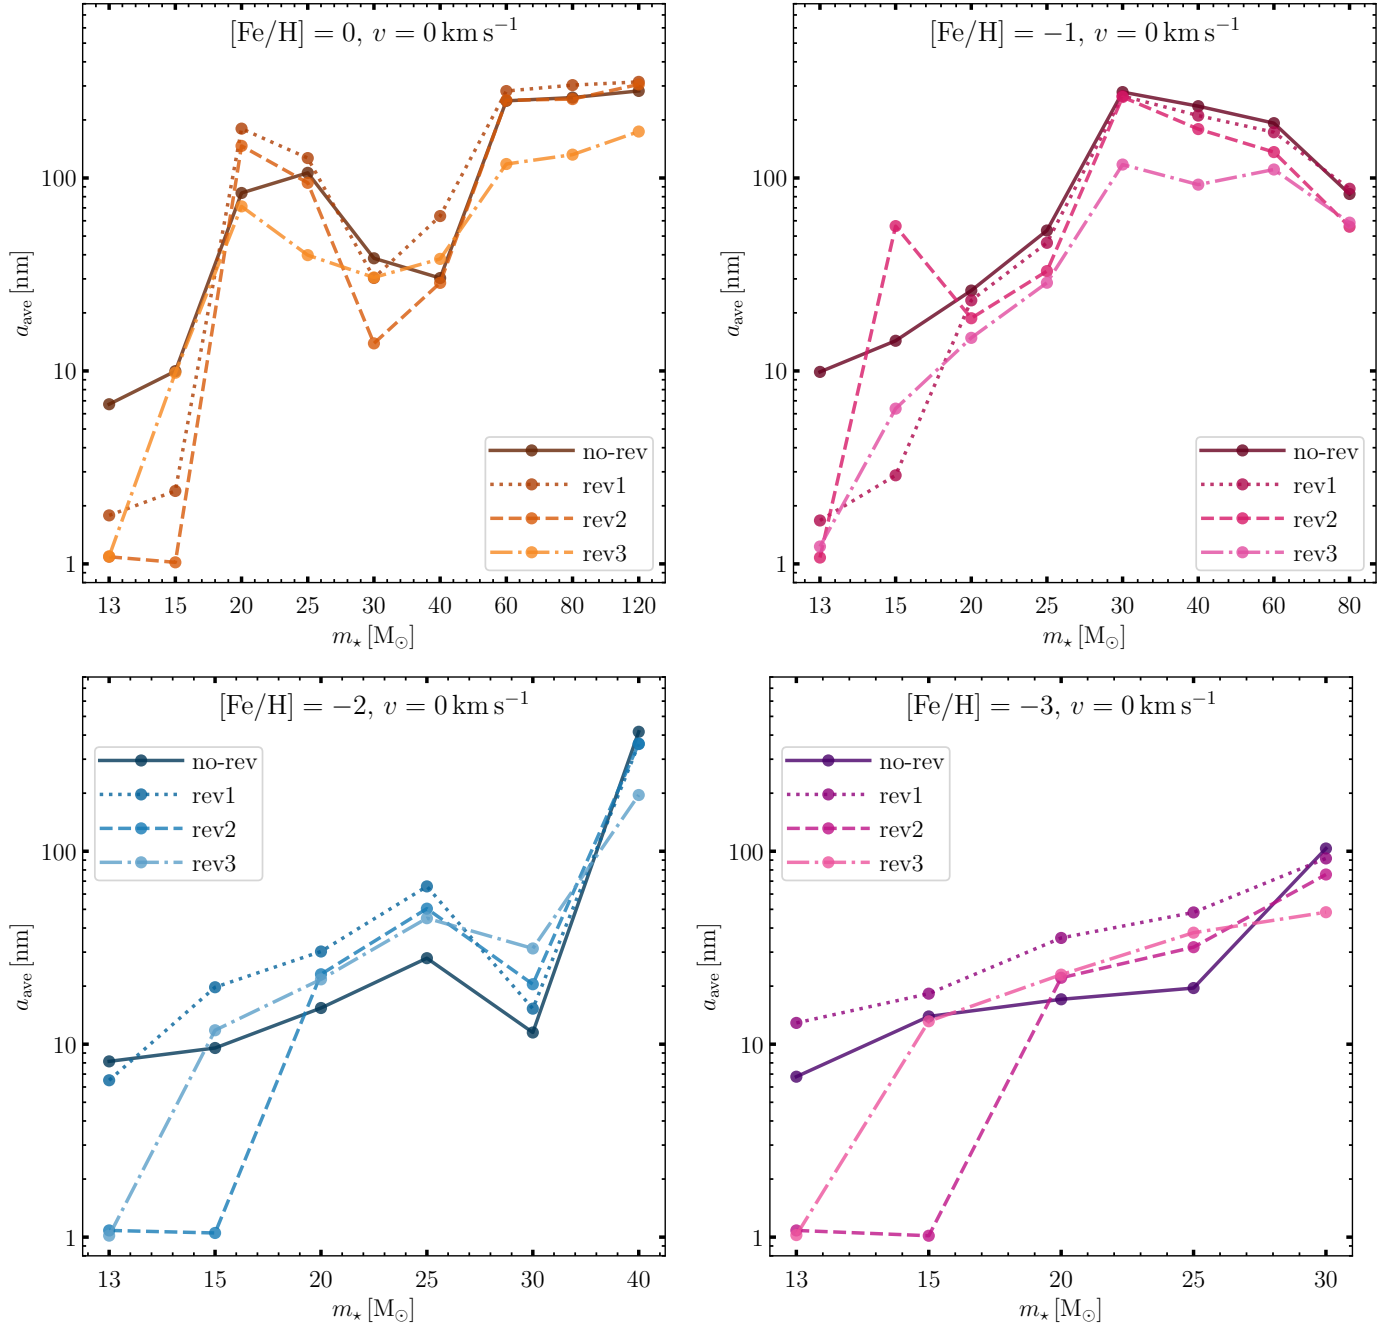 [Fe/H] = 0, v = 0 km s⁻¹
a_ave [nm]
100
10
1
no-rev
rev1
rev2
rev3
13 15 20 25 30 40 60 80 120
m⋆ [M⊙]
[Fe/H] = −1, v = 0 km s⁻¹
a_ave [nm]
100
10
1
no-rev
rev1
rev2
rev3
13 15 20 25 30 40 60 80
m⋆ [M⊙]
[Fe/H] = −2, v = 0 km s⁻¹
no-rev
rev1
rev2
rev3
a_ave [nm]
100
10
1
13 15 20 25 30 40
m⋆ [M⊙]
[Fe/H] = −3, v = 0 km s⁻¹
no-rev
rev1
rev2
rev3
a_ave [nm]
100
10
1
13 15 20 25 30
m⋆ [M⊙]